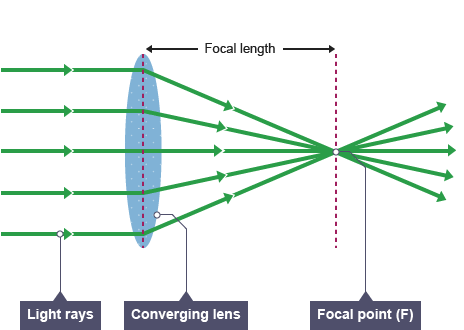 Focal length
Light rays
Converging lens
Focal point (F)